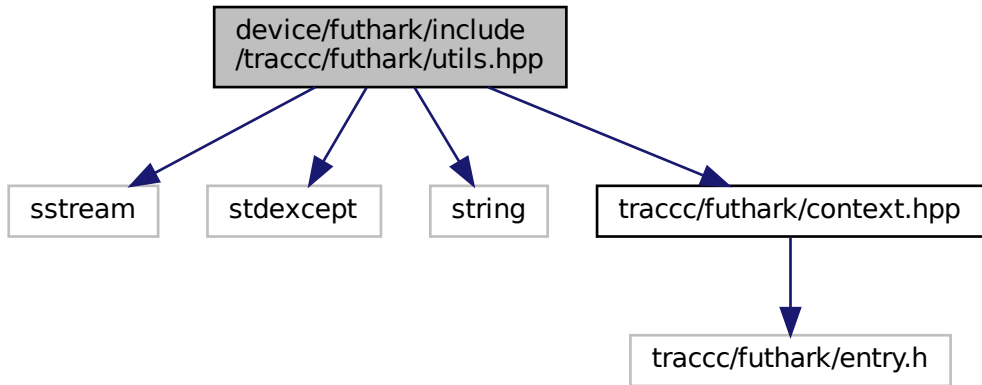 device/futhark/include
/traccc/futhark/utils.hpp
sstream
stdexcept
string
traccc/futhark/context.hpp
traccc/futhark/entry.h